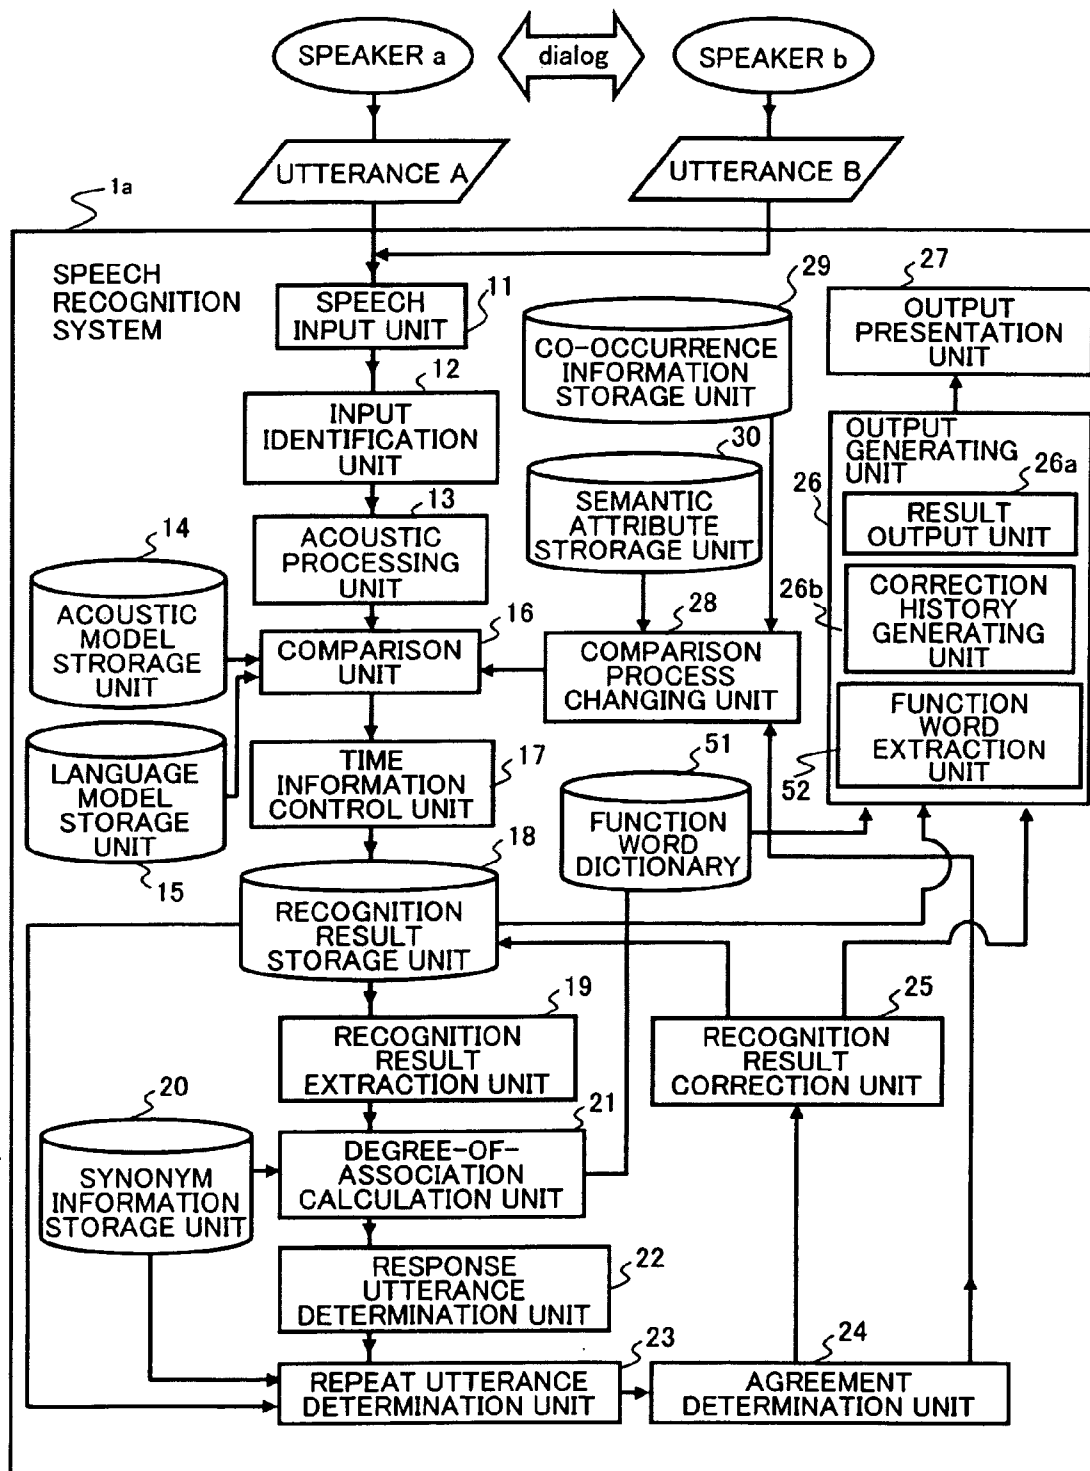 SPEAKER a
dialog
SPEAKER b
UTTERANCE A
UTTERANCE B
1a
SPEECH
RECOGNITION
SYSTEM
SPEECH
INPUT UNIT
11
29
CO-OCCURRENCE
INFORMATION
STORAGE UNIT
27
OUTPUT
PRESENTATION
UNIT
12
INPUT
IDENTIFICATION
UNIT
30
SEMANTIC
ATTRIBUTE
STRORAGE UNIT
OUTPUT
GENERATING
UNIT
26
26a
RESULT
OUTPUT UNIT
13
ACOUSTIC
PROCESSING
UNIT
14
ACOUSTIC
MODEL
STRORAGE
UNIT
26b
CORRECTION
HISTORY
GENERATING
UNIT
16
COMPARISON
UNIT
28
COMPARISON
PROCESS
CHANGING UNIT
FUNCTION
WORD
EXTRACTION
UNIT
52
LANGUAGE
MODEL
STORAGE
UNIT
15
TIME
INFORMATION
CONTROL UNIT
17
51
FUNCTION
WORD
DICTIONARY
18
RECOGNITION
RESULT
STORAGE UNIT
19
RECOGNITION
RESULT
EXTRACTION UNIT
25
RECOGNITION
RESULT
CORRECTION UNIT
20
SYNONYM
INFORMATION
STORAGE UNIT
21
DEGREE-OF-
ASSOCIATION
CALCULATION UNIT
22
RESPONSE
UTTERANCE
DETERMINATION UNIT
23
REPEAT UTTERANCE
DETERMINATION UNIT
24
AGREEMENT
DETERMINATION UNIT